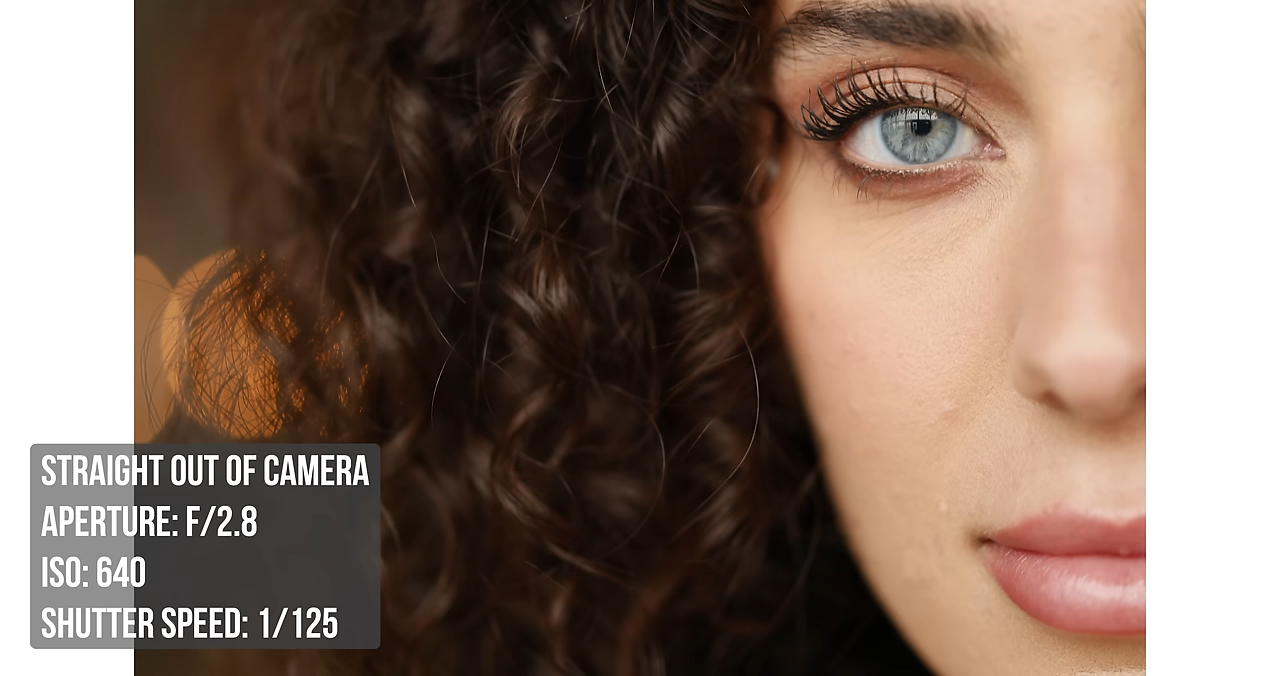 STRAIGHT OUT OF CAMERA
APERTURE: F/2.8
ISO: 640
SHUTTER SPEED: 1/125